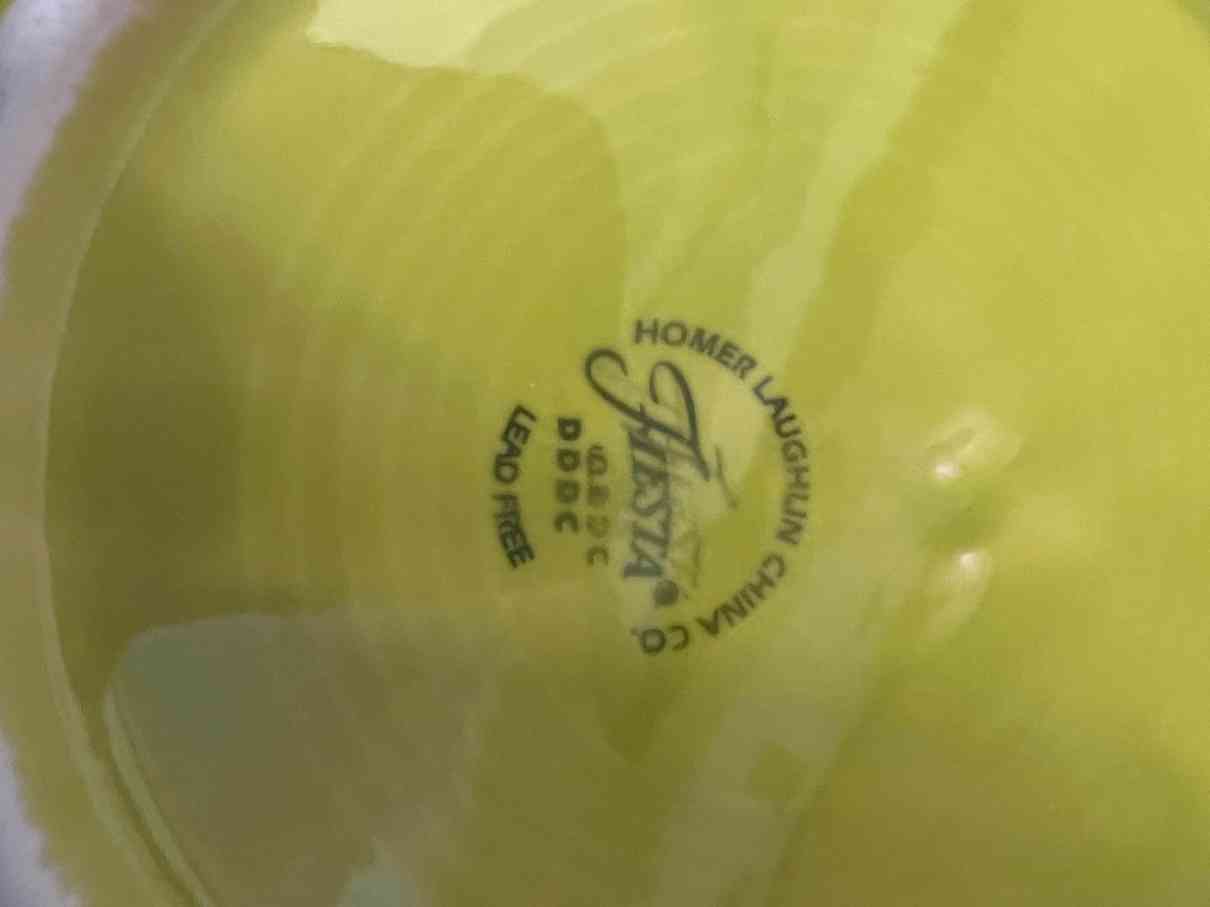 HOMER LAUGHLIN CHINA CO.
FIESTA®
DDDC
LEAD FREE